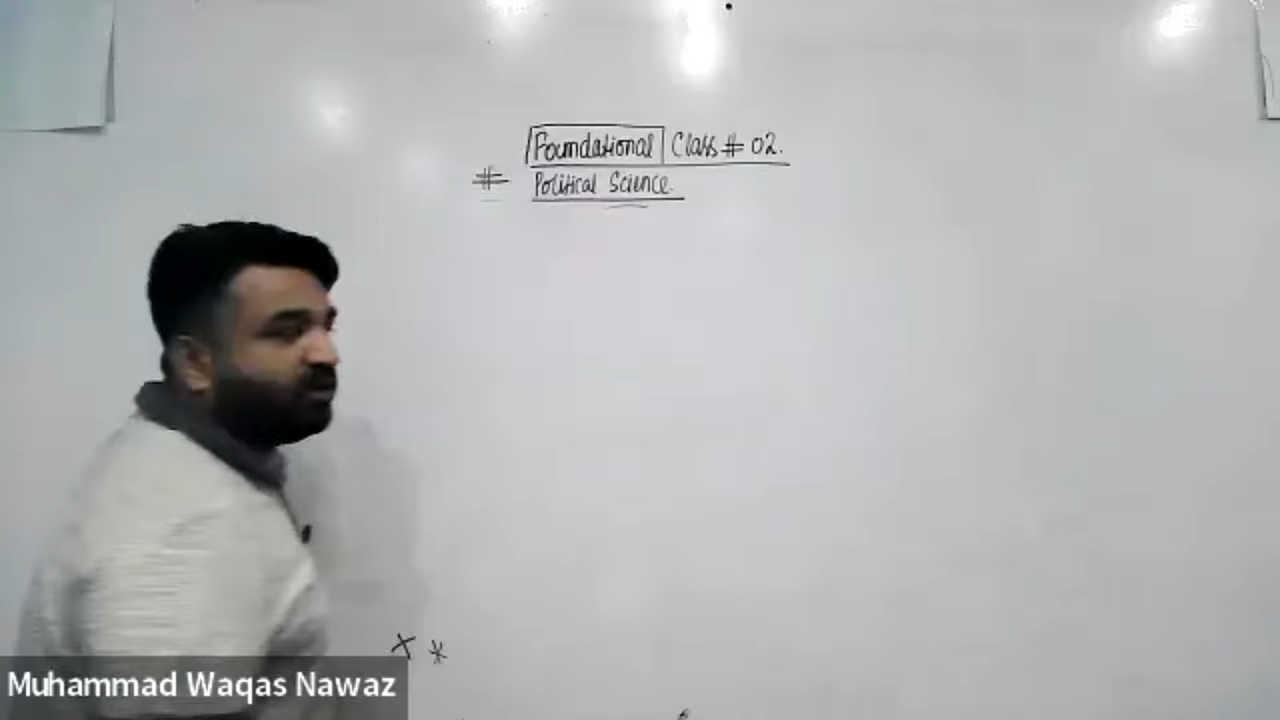 Foundational Class # 02.
# Political Science.
Muhammad Waqas Nawaz